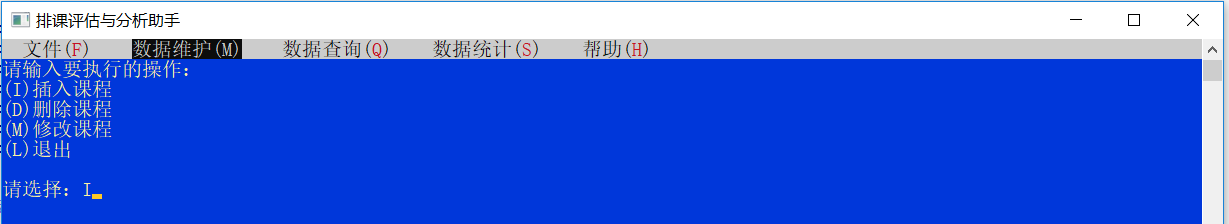 排课评估与分析助手
文件(F) 数据维护(M) 数据查询(Q) 数据统计(S) 帮助(H)
请输入要执行的操作：
(I)插入课程
(D)删除课程
(M)修改课程
(L)退出
请选择：I